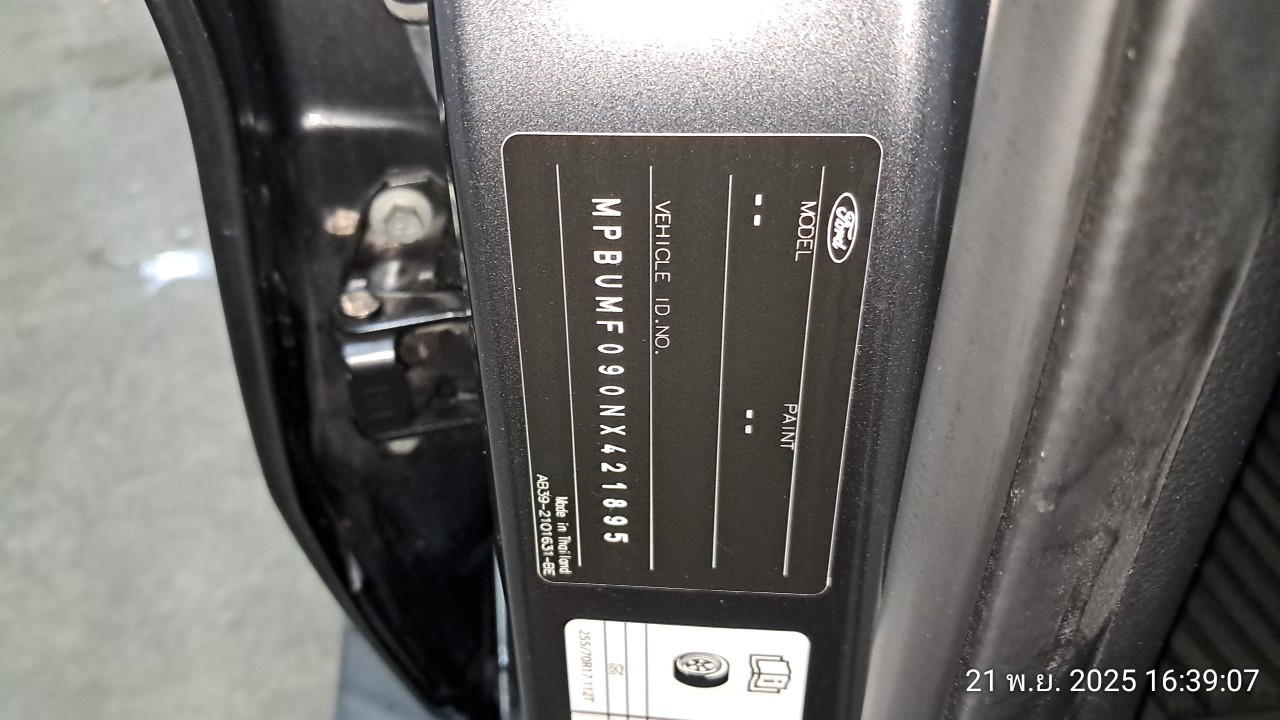 Ford
MODEL
PAINT
--
--
VEHICLE ID.NO.
MPBUMF090NX421895
Made in Thailand
AB39-2101631-BE
255/70R17 112T
21 พ.ย. 2025 16:39:07